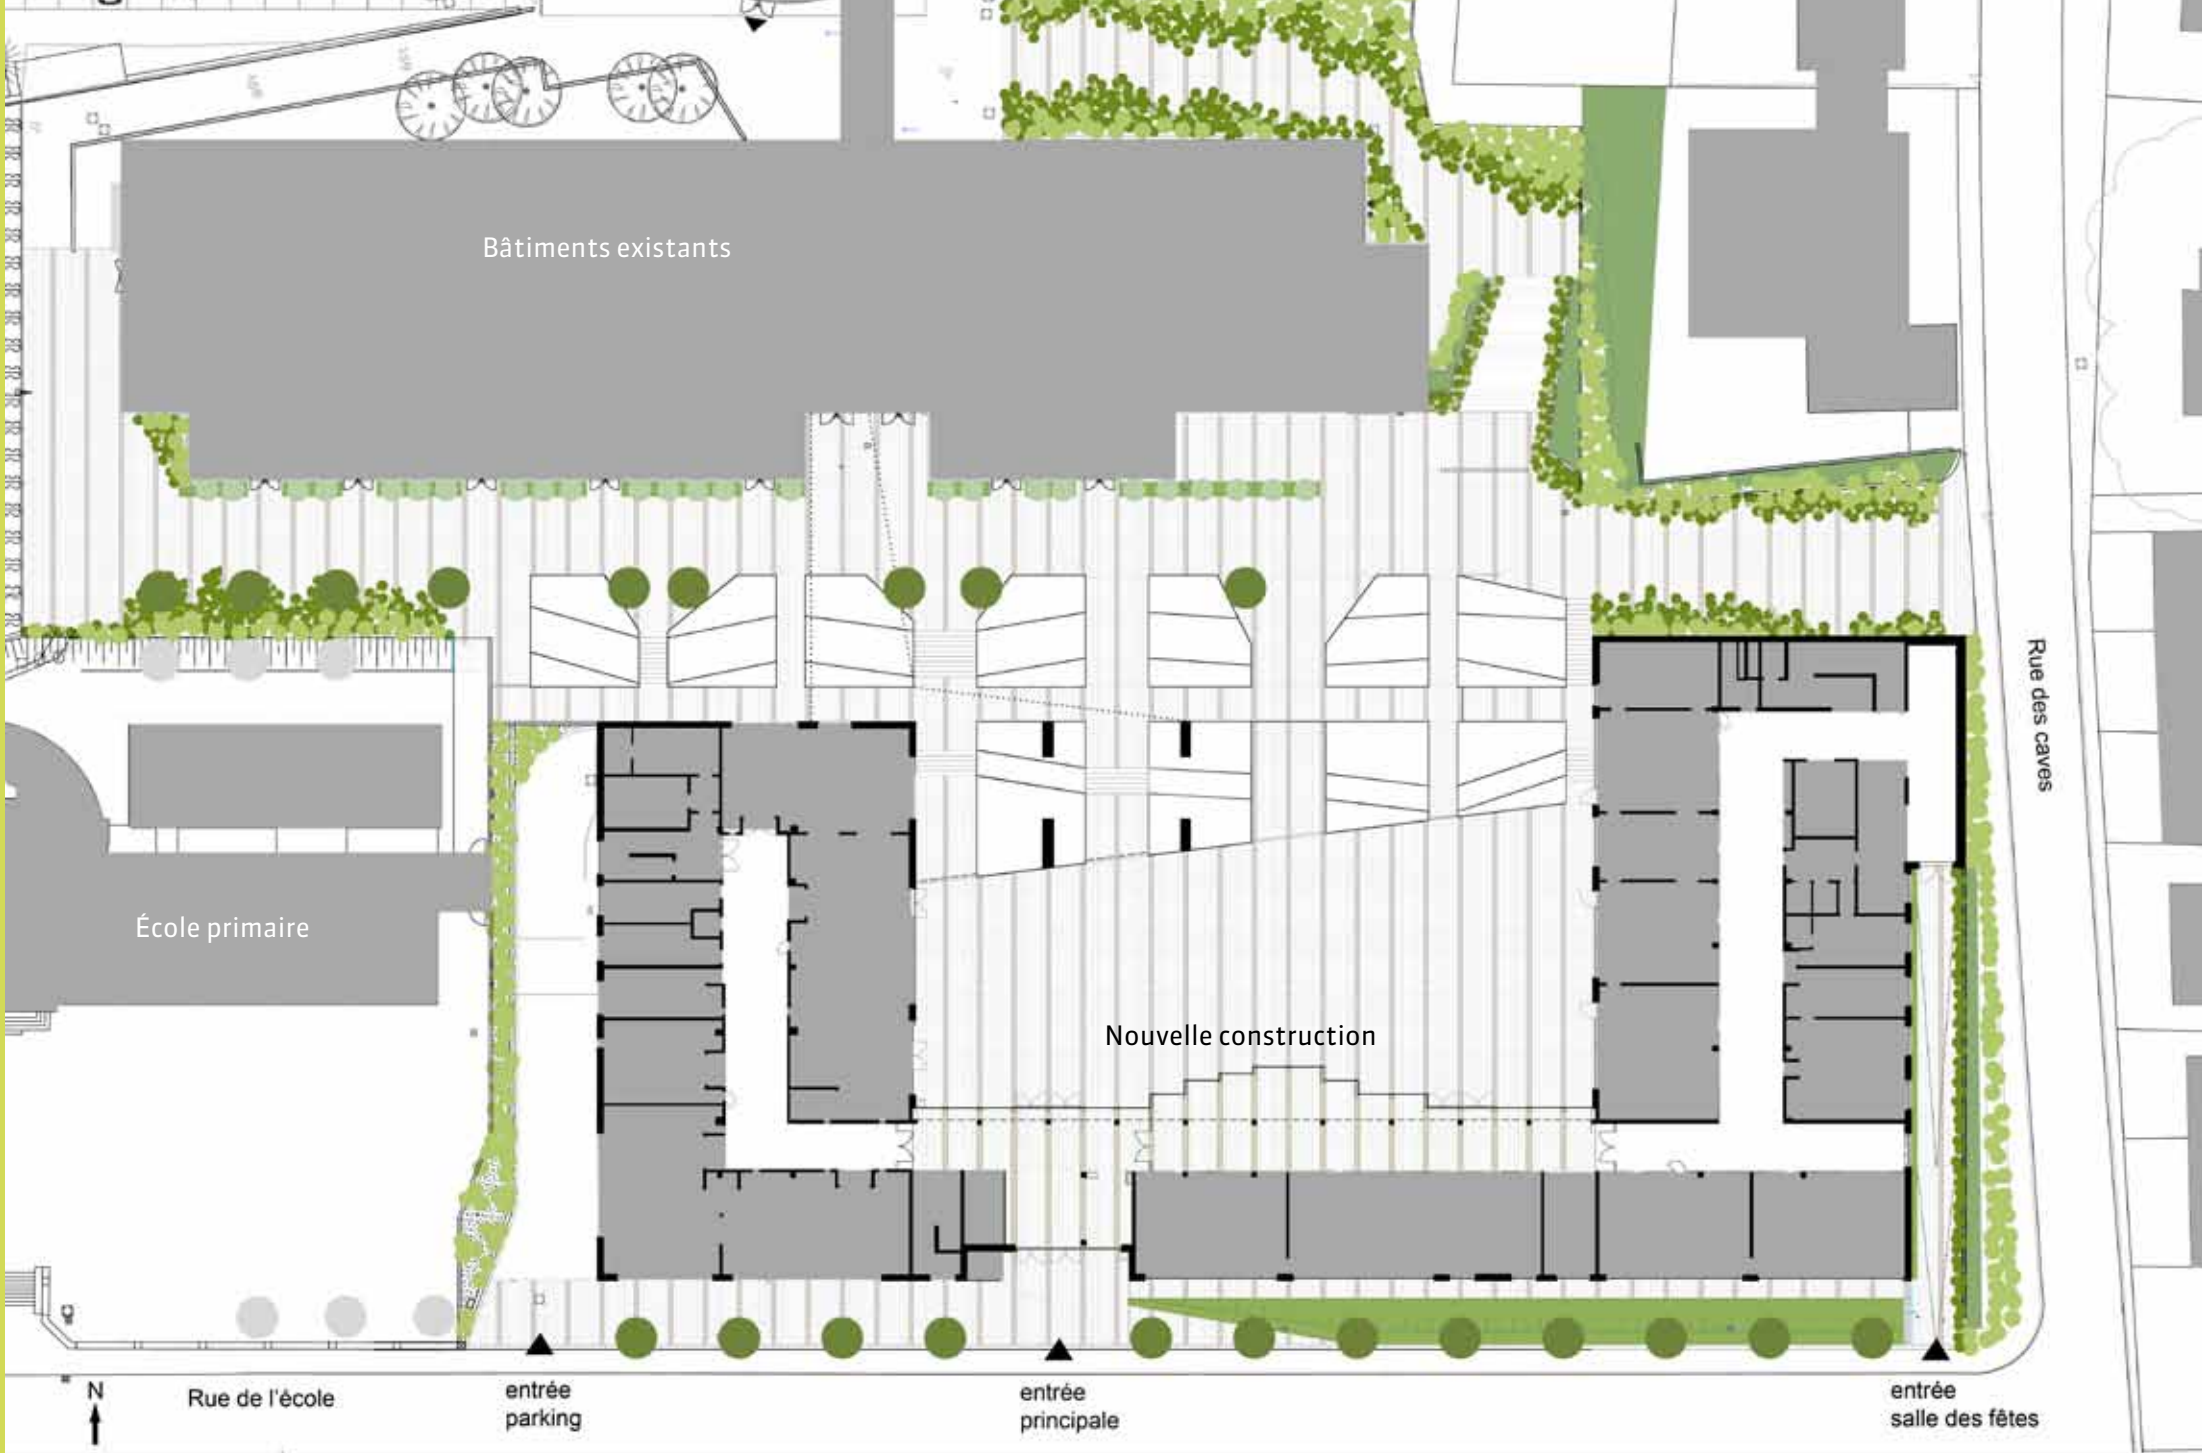 Bâtiments existants
Rue des caves
École primaire
Nouvelle construction
N
Rue de l'école
entrée
parking
entrée
principale
entrée
salle des fêtes